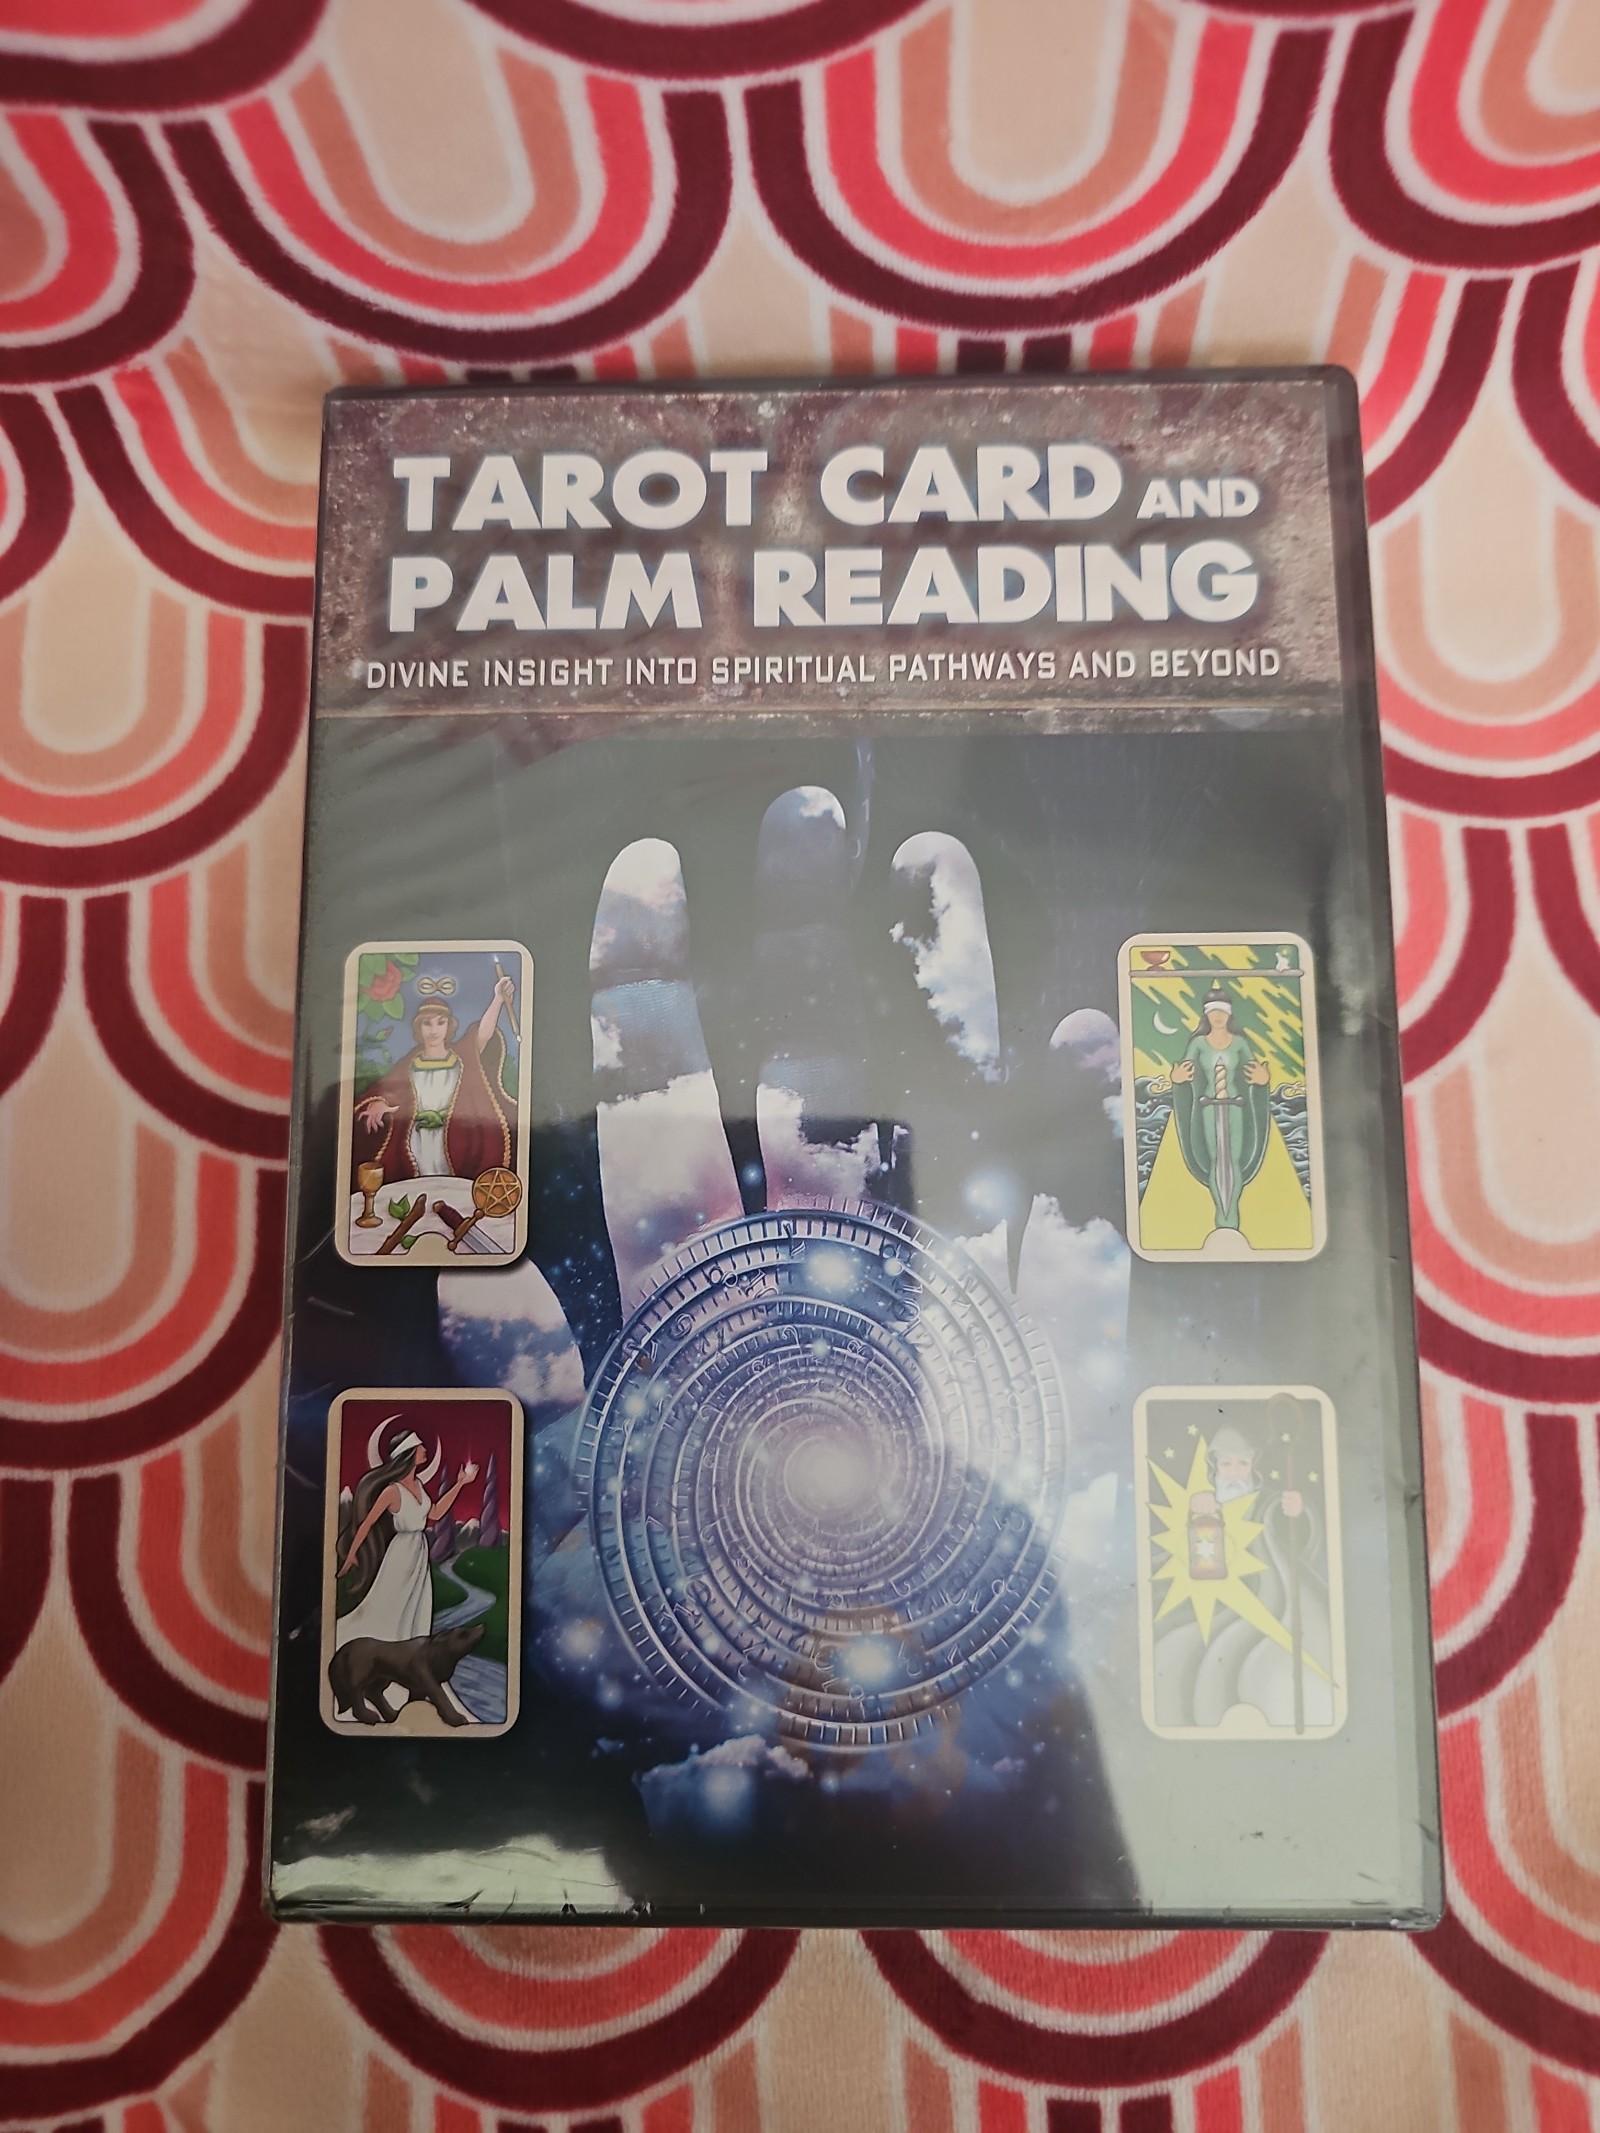 TAROT CARD AND
PALM READING
DIVINE INSIGHT INTO SPIRITUAL PATHWAYS AND BEYOND